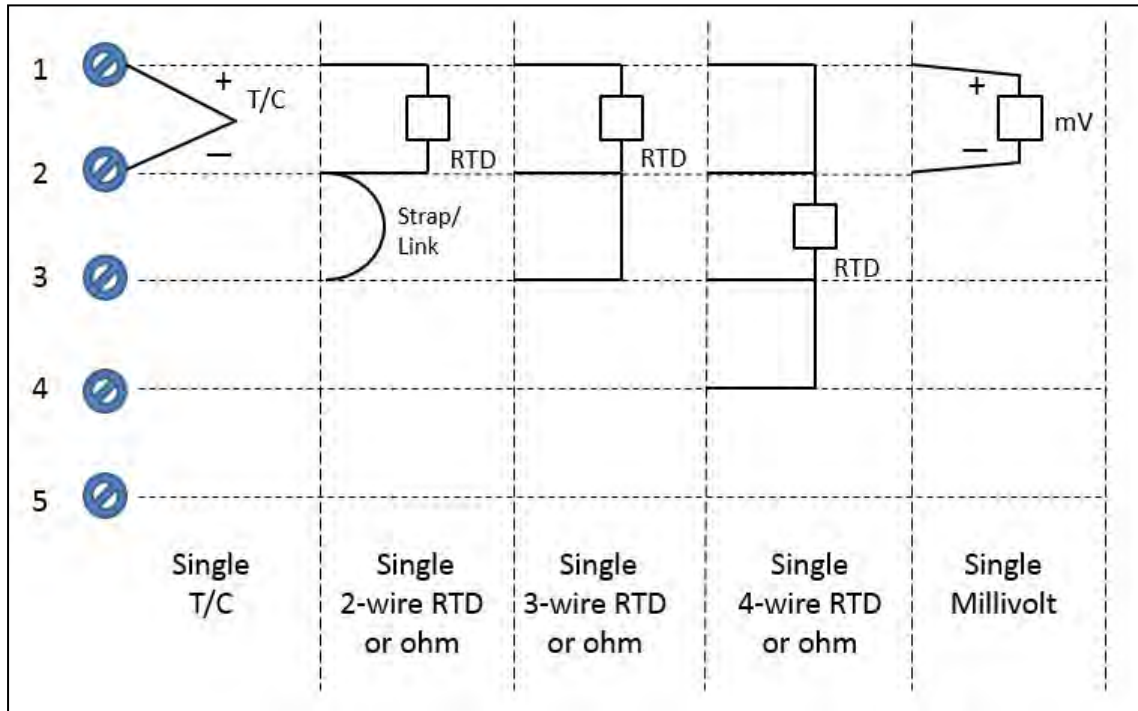 1
+
T/C
–
2
3
4
5
RTD
Strap/
Link
RTD
RTD
+
–
mV
Single
T/C
Single
2-wire RTD
or ohm
Single
3-wire RTD
or ohm
Single
4-wire RTD
or ohm
Single
Millivolt